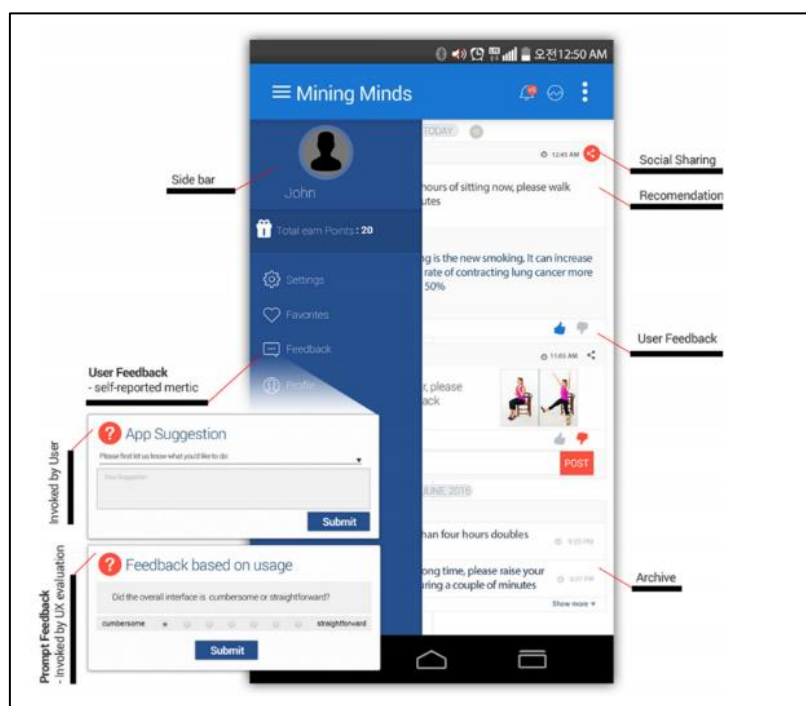 오전12:50 AM
Mining Minds
TODAY
12:45 AM
Social Sharing
Side bar
John
hours of sitting now, please walk
utes
Recomendation
Total earn Points : 20
g is the new smoking, It can increase
rate of contracting lung cancer more
50%
Settings
Favorites
User Feedback
Feedback
11:45 AM
User Feedback
- self-reported mertic
Profile
r, please
ack
Invoked by User
? App Suggestion
Please first let us know what you'd like to do:
Your Suggestion
Submit
POST
JUNE, 2016
han four hours doubles
9:25 PM
ong time, please raise your
uring a couple of minutes
Archive
Show more
Prompt Feedback
- Invoked by UX evaluation
? Feedback based on usage
Did the overall interface is cumbersome or straightforward?
cumbersome
straightforward
Submit